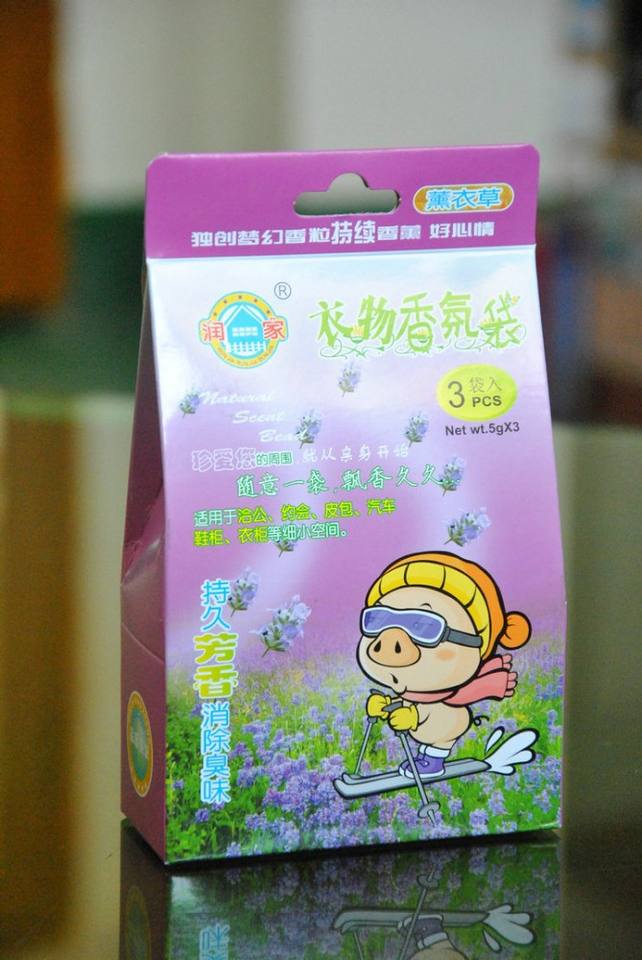 薰衣草
独创梦幻香粒持续香薰 好心情
润家
®
衣物香氛袋
3袋入
PCS
Net wt.5gX3
Natural
Scent
Bead
珍爱您的周围,就从亲身开始
随意一袋,飘香久久
适用于洽公、约会、皮包、汽车
鞋柜、衣柜等细小空间。
持久芳香消除臭味